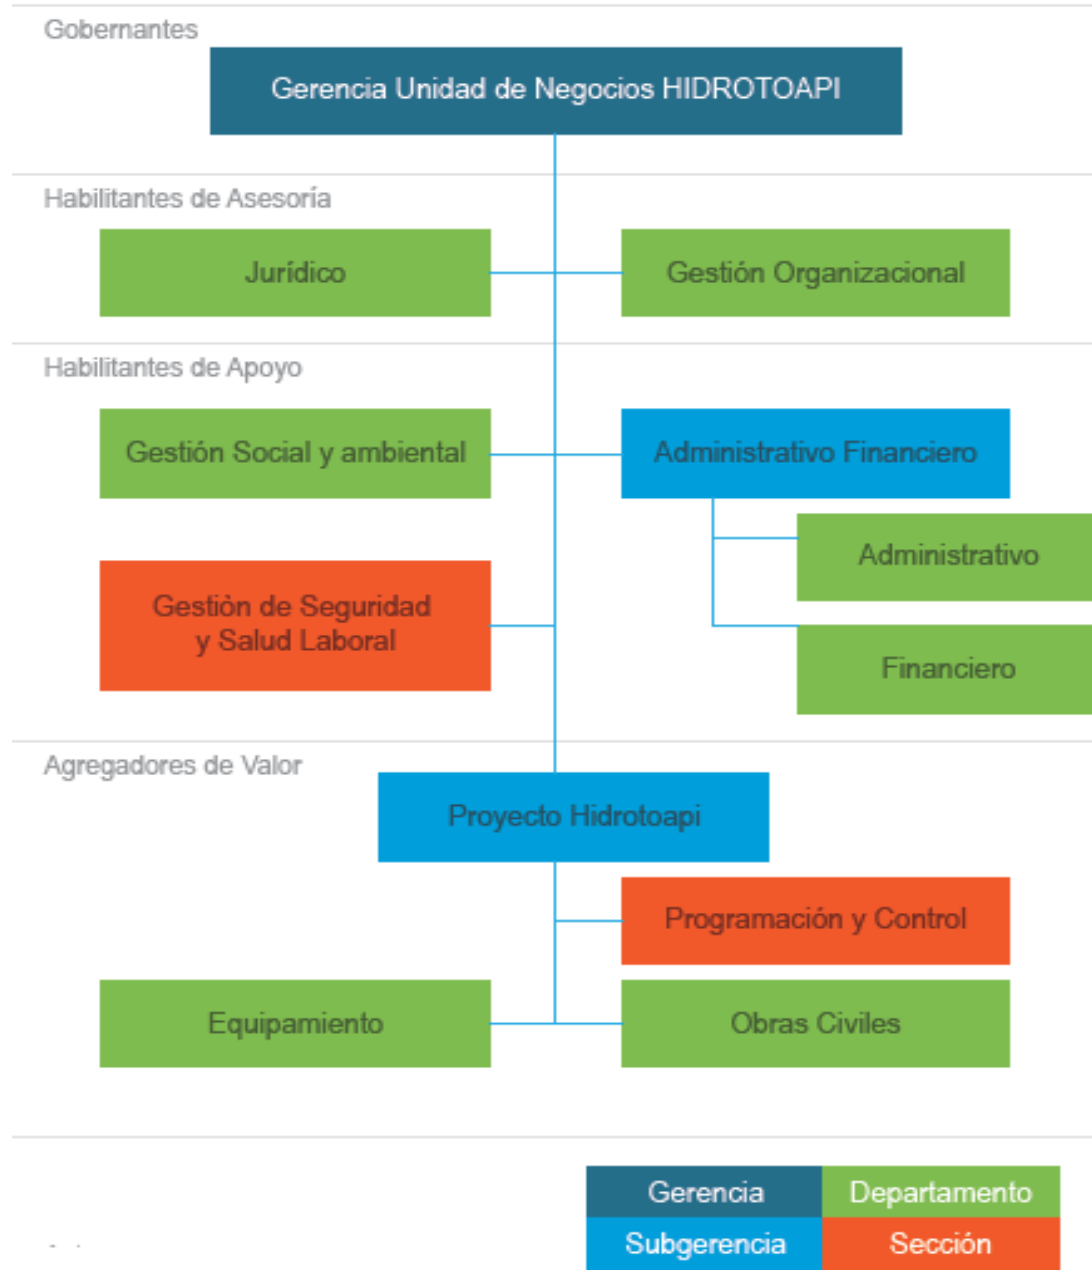 Gobernantes
Gerencia Unidad de Negocios HIDROTOAPI
Habilitantes de Asesoría
Jurídico
Gestión Organizacional
Habilitantes de Apoyo
Gestión Social y ambiental
Administrativo Financiero
Administrativo
Gestiòn de Seguridad
y Salud Laboral
Financiero
Agregadores de Valor
Proyecto Hidrotoapi
Programación y Control
Equipamiento
Obras Civiles
Gerencia
Departamento
Subgerencia
Sección